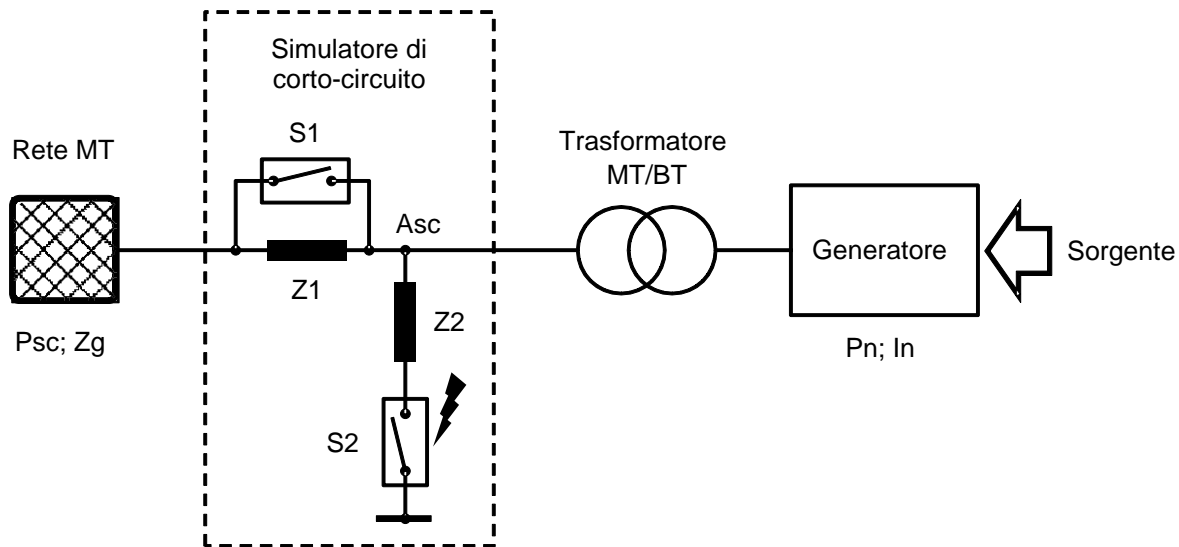 Simulatore di
corto-circuito
S1
Rete MT
Asc
Z1
Z2
S2
Psc; Zg
Trasformatore
MT/BT
Generatore
Sorgente
Pn; In